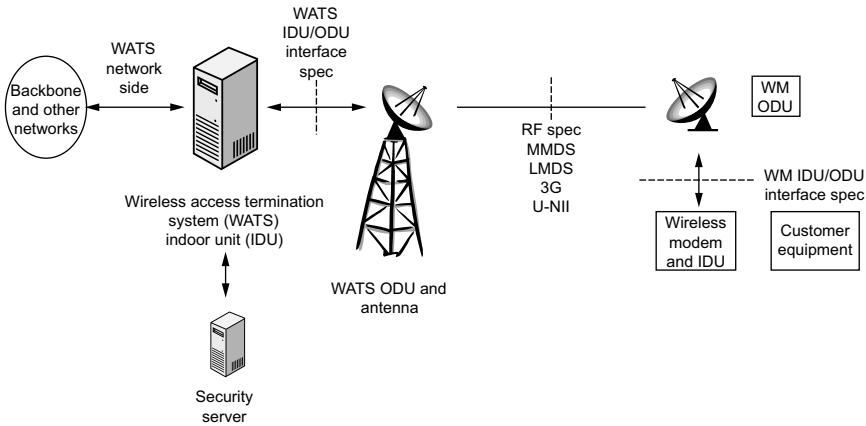 WATS
network
side
Backbone
and other
networks
WATS
IDU/ODU
interface
spec
Wireless access termination
system (WATS)
indoor unit (IDU)
Security
server
WATS ODU and
antenna
RF spec
MMDS
LMDS
3G
U-NII
WM
ODU
WM IDU/ODU
interface spec
Wireless
modem
and IDU
Customer
equipment